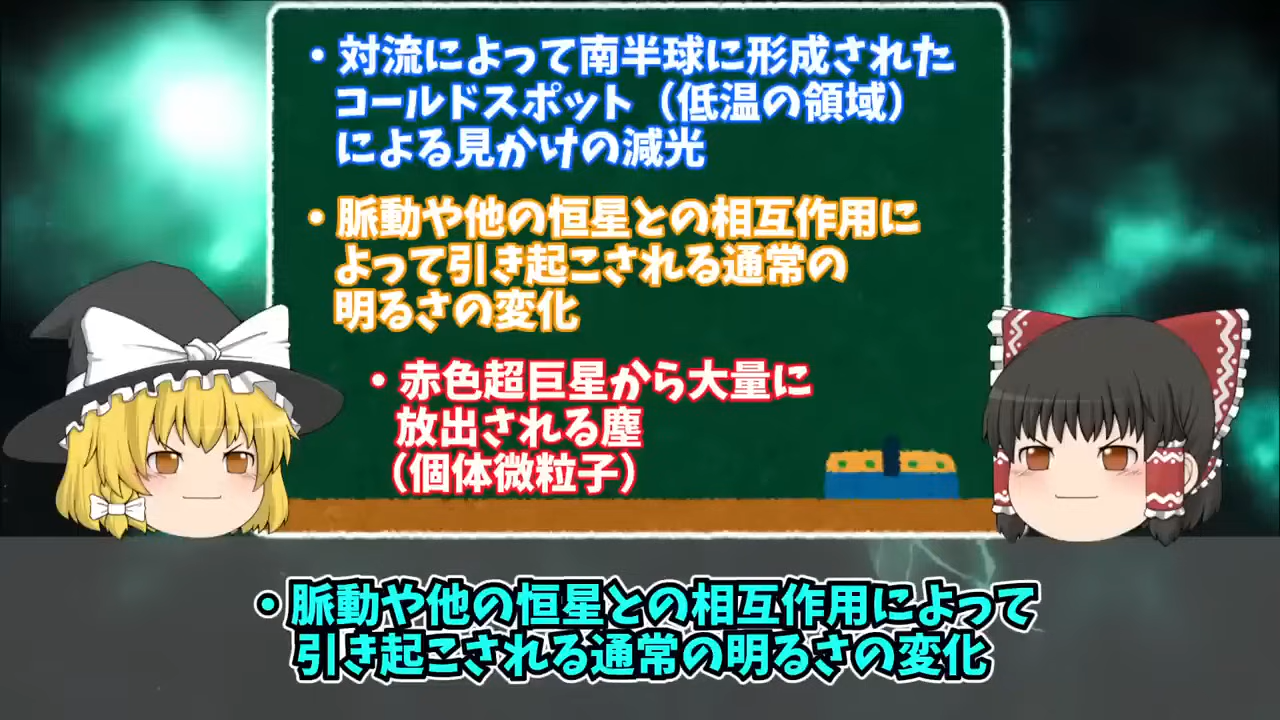 ・対流によって南半球に形成された
コールドスポット（低温の領域）
による見かけの減光
・脈動や他の恒星との相互作用に
よって引き起こされる通常の
明るさの変化
・赤色超巨星から大量に
放出される塵
（個体微粒子）
・脈動や他の恒星との相互作用によって
引き起こされる通常の明るさの変化